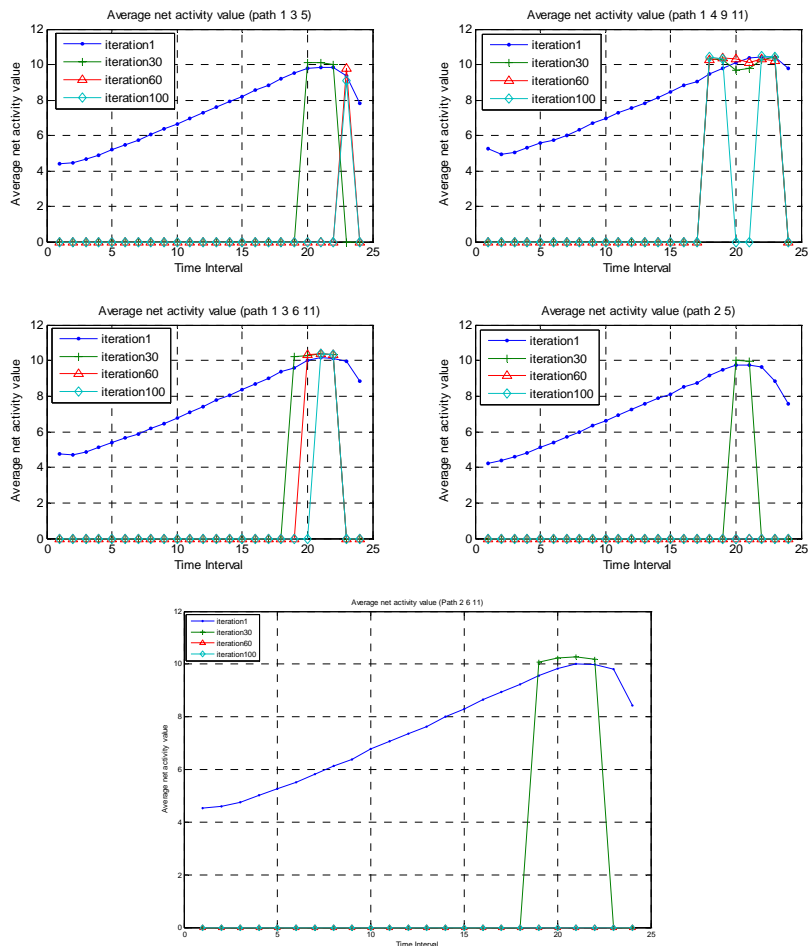 Average net activity value (path 1 3 5)
12
10
8
6
4
2
0
0
5
10
15
20
25
Average net activity value
Time Interval
iteration1
iteration30
iteration60
iteration100
Average net activity value (path 1 4 9 11)
12
10
8
6
4
2
0
0
5
10
15
20
25
Average net activity value
Time Interval
iteration1
iteration30
iteration60
iteration100
Average net activity value (path 1 3 6 11)
12
10
8
6
4
2
0
0
5
10
15
20
25
Average net activity value
Time Interval
iteration1
iteration30
iteration60
iteration100
Average net activity value (path 2 5)
12
10
8
6
4
2
0
0
5
10
15
20
25
Average net activity value
Time Interval
iteration1
iteration30
iteration60
iteration100
Average net activity value (Path 2 6 11)
12
10
8
6
4
2
0
0
5
10
15
20
25
Average net activity value
Time Interval
iteration1
iteration30
iteration60
iteration100